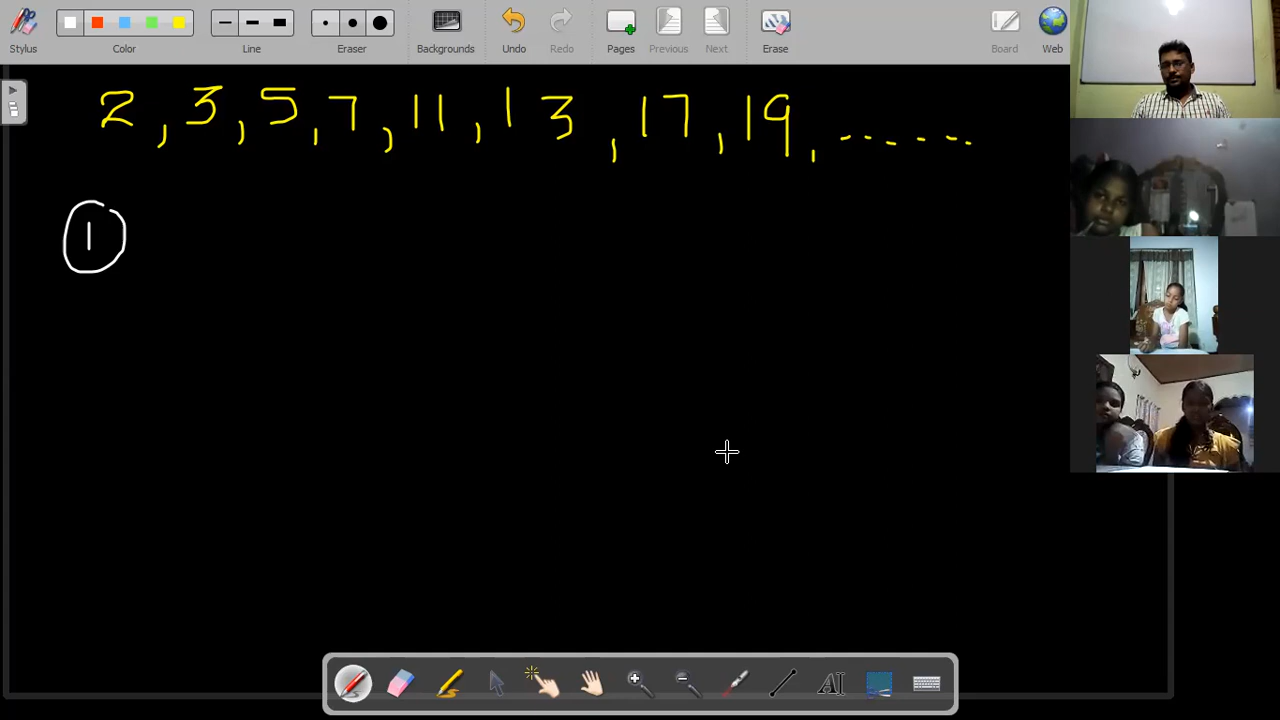 Stylus Color Line Eraser Backgrounds Undo Redo Pages Previous Next Erase Board Web
2, 3, 5, 7, 11, 13, 17, 19, ......
1
AI